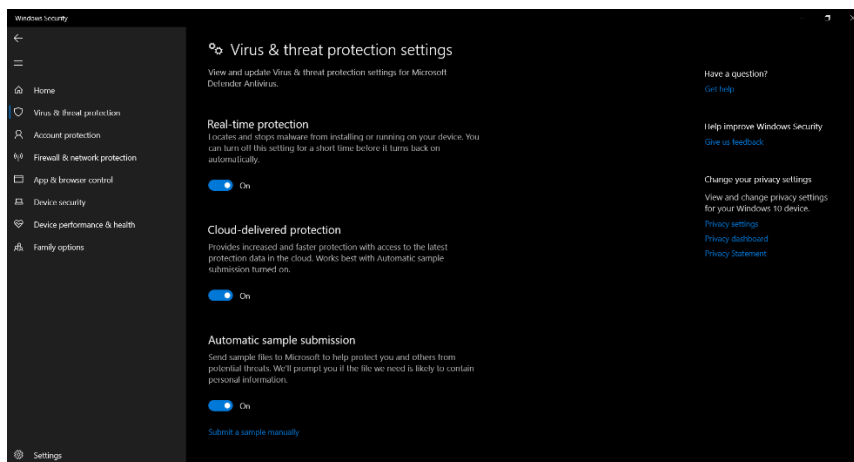 Windows Security
Home
Virus & threat protection
Account protection
Firewall & network protection
App & browser control
Device security
Device performance & health
Family options
Settings
Virus & threat protection settings
View and update Virus & threat protection settings for Microsoft
Defender Antivirus.
Real-time protection
Locates and stops malware from installing or running on your device. You
can turn off this setting for a short time before it turns back on
automatically.
On
Cloud-delivered protection
Provides increased and faster protection with access to the latest
protection data in the cloud. Works best with Automatic sample
submission turned on.
On
Automatic sample submission
Send sample files to Microsoft to help protect you and others from
potential threats. We'll prompt you if the file we need is likely to contain
personal information.
On
Submit a sample manually
Have a question?
Get help
Help improve Windows Security
Give us feedback
Change your privacy settings
View and change privacy settings
for your Windows 10 device.
Privacy settings
Privacy dashboard
Privacy Statement